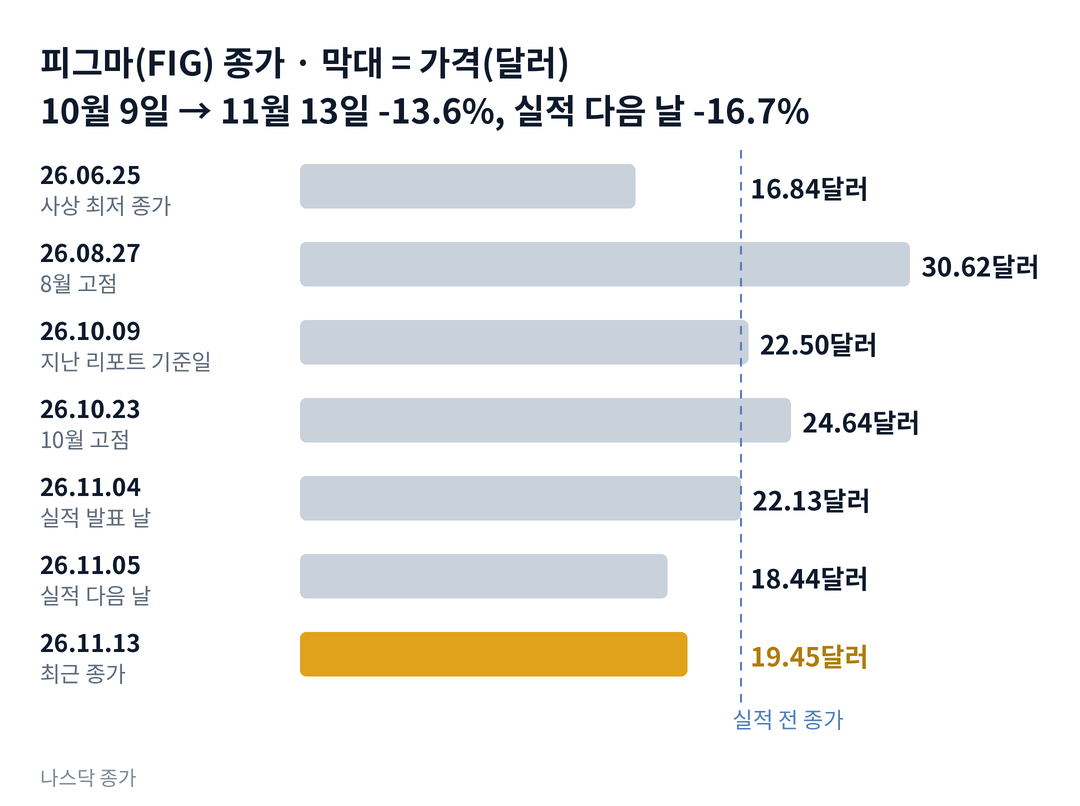 피그마(FIG) 종가 · 막대 = 가격(달러)
10월 9일 → 11월 13일 -13.6%, 실적 다음 날 -16.7%
26.06.25
사상 최저 종가
16.84달러
26.08.27
8월 고점
30.62달러
26.10.09
지난 리포트 기준일
22.50달러
26.10.23
10월 고점
24.64달러
26.11.04
실적 발표 날
22.13달러
26.11.05
실적 다음 날
18.44달러
26.11.13
최근 종가
19.45달러
실적 전 종가
나스닥 종가